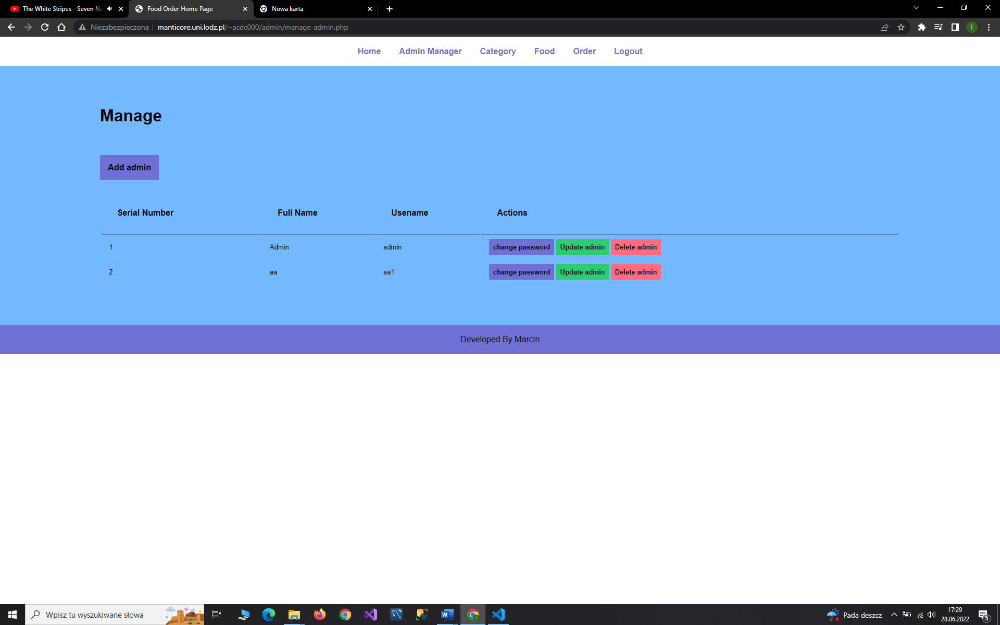 The White Stripes - Seven Na
Food Order Home Page
Nowa karta
Niezabezpieczona
manticore.uni.lodz.pl/~acdc000/admin/manage-admin.php
I
Home Admin Manager Category Food Order Logout
Manage
Add admin
Serial Number Full Name Usename Actions
1 Admin admin change password Update admin Delete admin
2 aa aa1 change password Update admin Delete admin
Developed By Marcin
Wpisz tu wyszukiwane słowa
Pada deszcz
17:29
28.06.2022
5